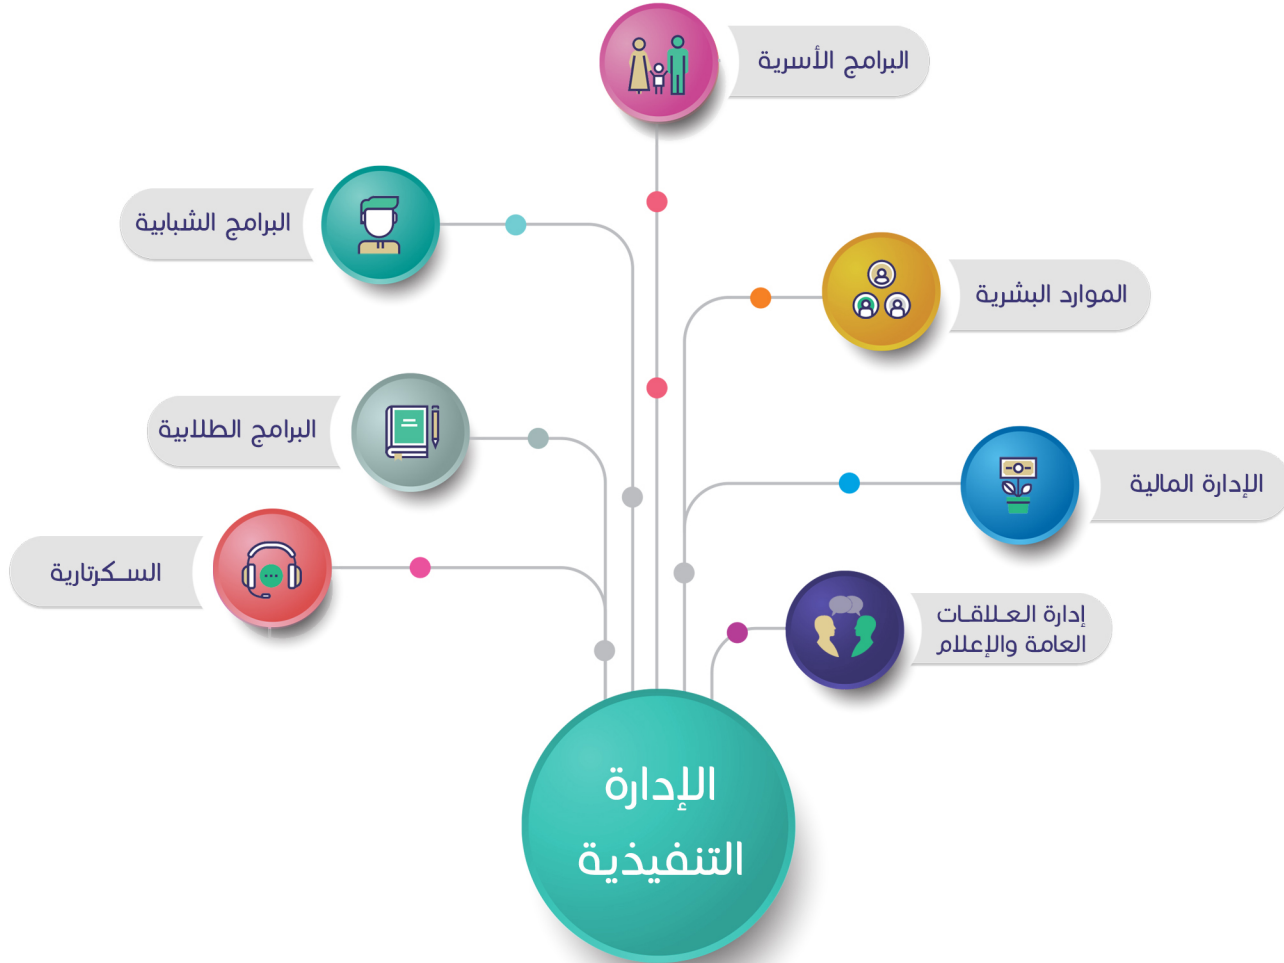 البرامج الأسرية
البرامج الشبابية
الموارد البشرية
البرامج الطلابية
الإدارة المالية
السـكرتارية
إدارة العـلاقـات
العامة والإعلام
الإدارة
التنفيذية